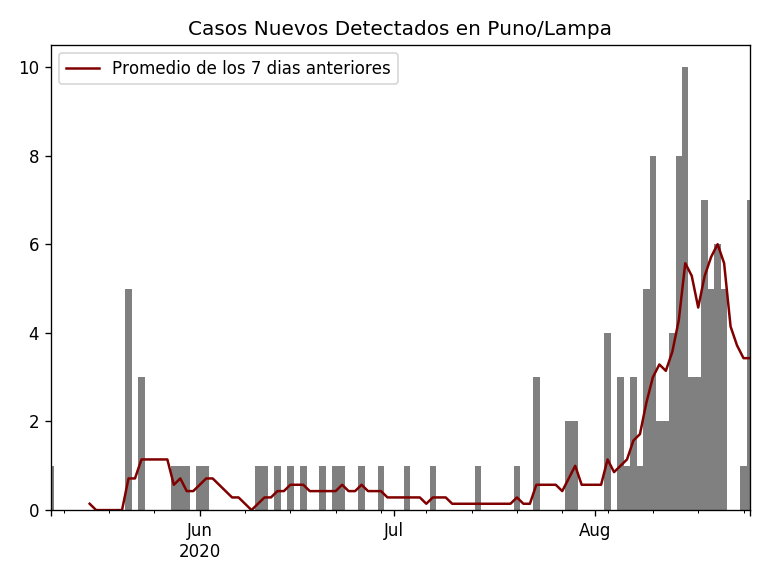 Casos Nuevos Detectados en Puno/Lampa
Promedio de los 7 dias anteriores
10
8
6
4
2
0
Jun
2020
Jul
Aug